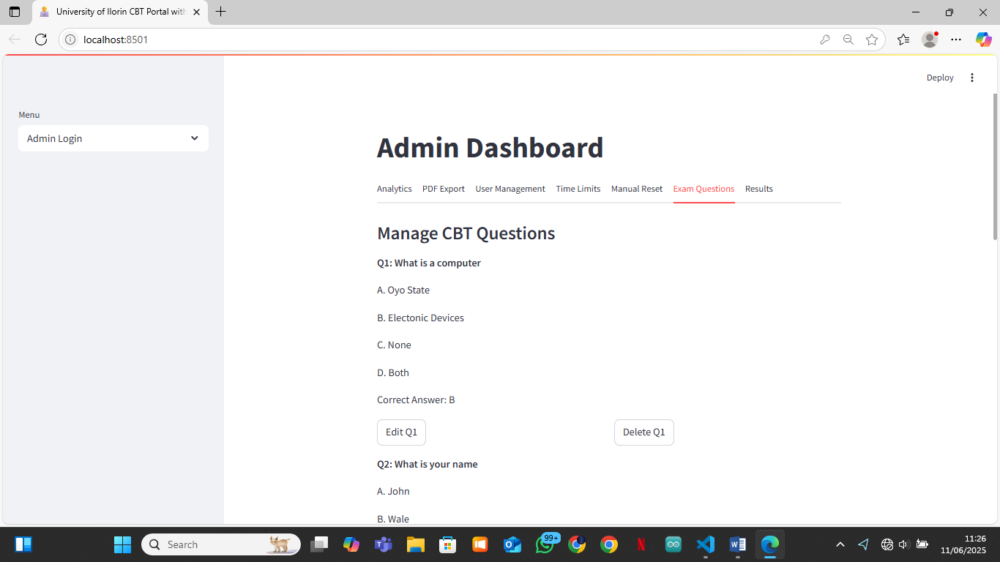 University of Ilorin CBT Portal with
localhost:8501
Deploy
Menu
Admin Login
Admin Dashboard
Analytics PDF Export User Management Time Limits Manual Reset Exam Questions Results
Manage CBT Questions
Q1: What is a computer
A. Oyo State
B. Electonic Devices
C. None
D. Both
Correct Answer: B
Edit Q1 Delete Q1
Q2: What is your name
A. John
B. Wale
Search
99+
11:26
11/06/2025